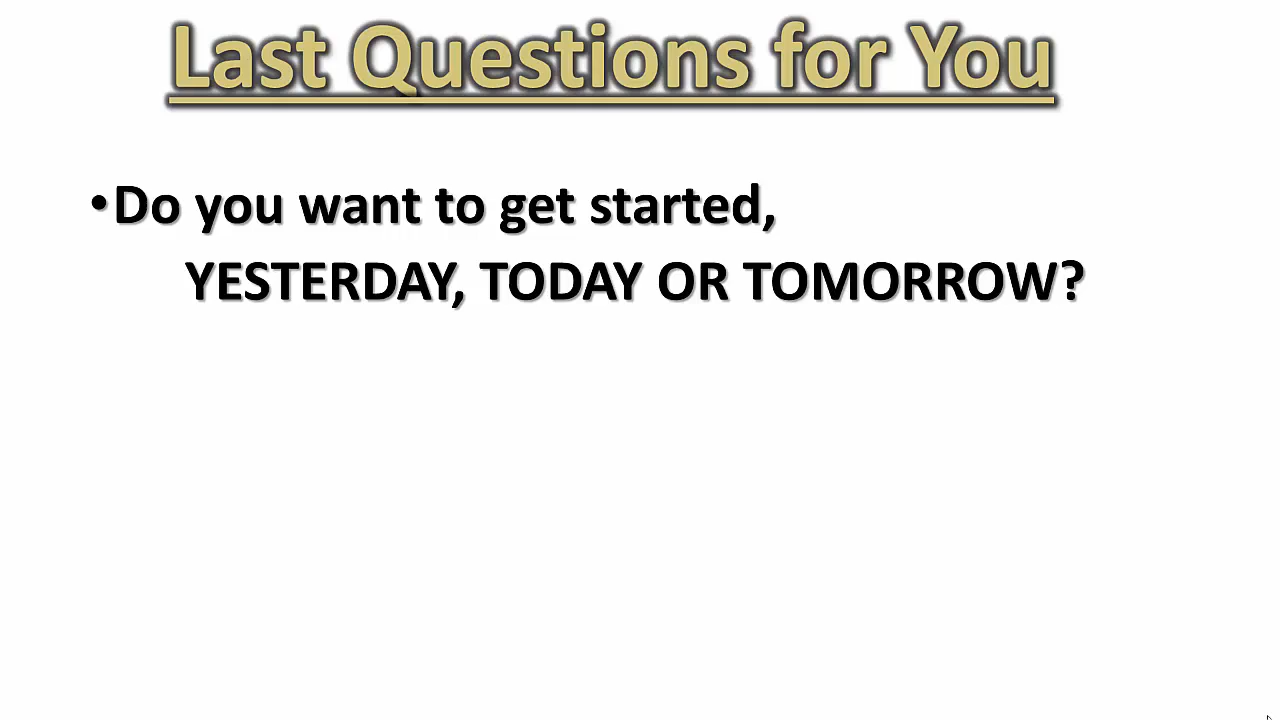 Last Questions for You
•Do you want to get started,
YESTERDAY, TODAY OR TOMORROW?